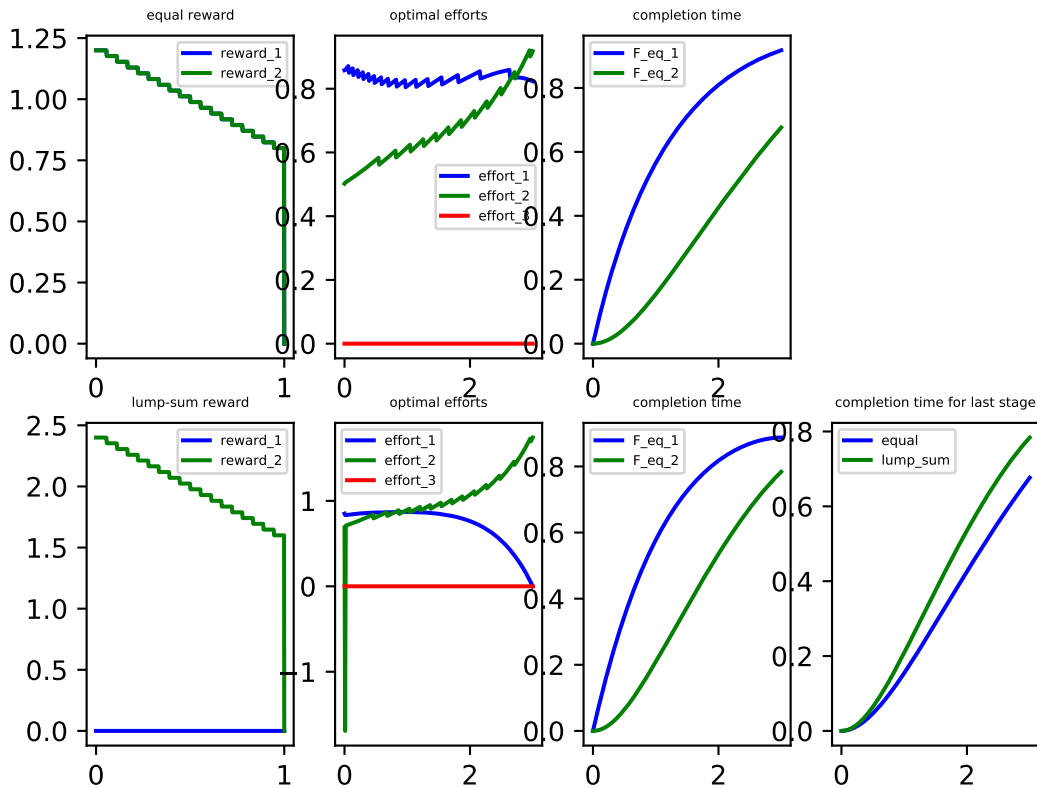 equal reward
1.25
1.00
0.75
0.50
0.25
0.00
0
1
reward_1
reward_2
optimal efforts
0.8
0.6
0.4
0.2
0.0
0
2
effort_1
effort_2
effort_3
completion time
0.8
0.6
0.4
0.2
0.0
0
2
F_eq_1
F_eq_2
lump-sum reward
2.5
2.0
1.5
1.0
0.5
0.0
0
1
reward_1
reward_2
optimal efforts
1
0
−1
0
2
effort_1
effort_2
effort_3
completion time
0.8
0.6
0.4
0.2
0.0
0
2
F_eq_1
F_eq_2
completion time for last stage
0.8
0.6
0.4
0.2
0.0
0
2
equal
lump_sum